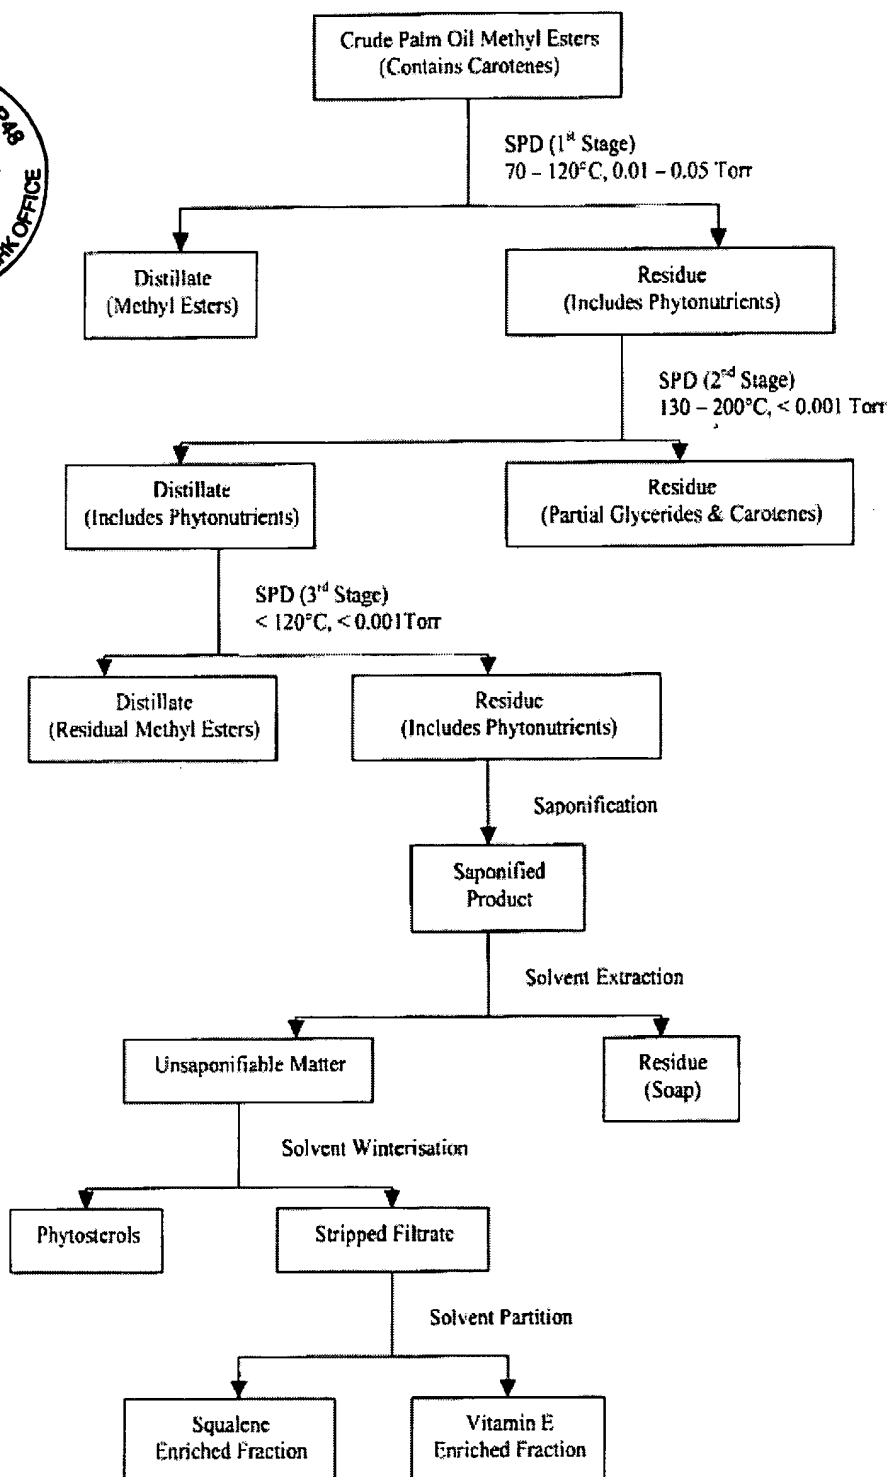 Crude Palm Oil Methyl Esters
(Contains Carotenes)
SPD (1st Stage)
70 – 120°C, 0.01 – 0.05 Torr
OFFICE
Distillate
(Methyl Esters)
Residue
(Includes Phytonutrients)
SPD (2nd Stage)
130 – 200°C, < 0.001 Torr
Distillate
(Includes Phytonutrients)
Residue
(Partial Glycerides & Carotenes)
SPD (3rd Stage)
< 120°C, < 0.001Torr
Distillate
(Residual Methyl Esters)
Residue
(Includes Phytonutrients)
Saponification
Saponified
Product
Solvent Extraction
Unsaponifiable Matter
Residue
(Soap)
Solvent Winterisation
Phytosterols
Stripped Filtrate
Solvent Partition
Squalene
Enriched Fraction
Vitamin E
Enriched Fraction